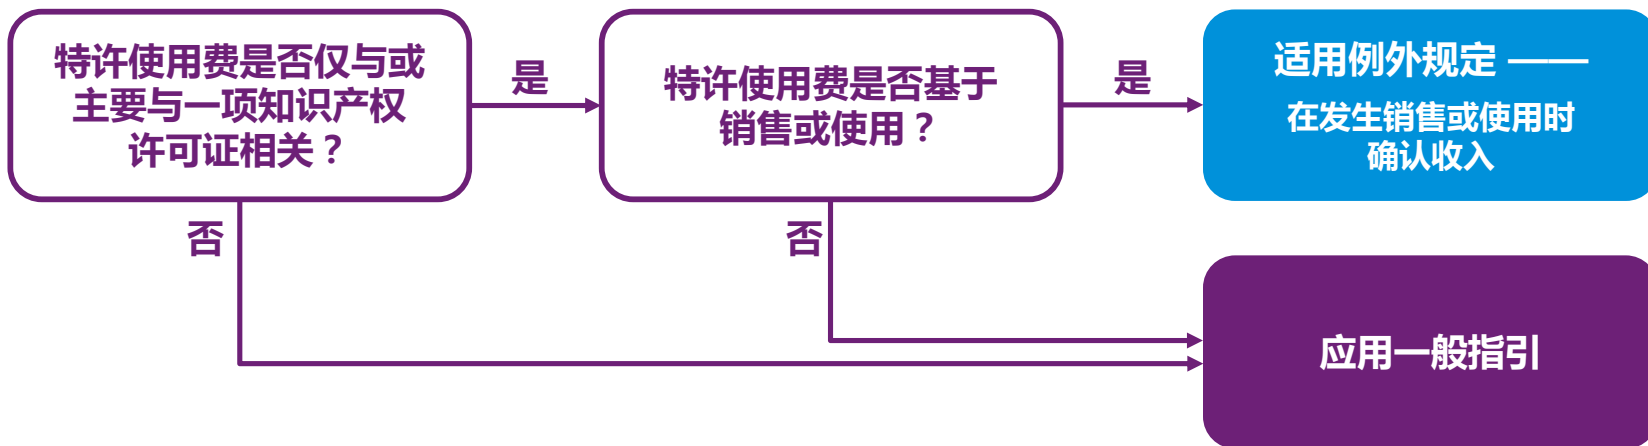 特许使用费是否仅与或
主要与一项知识产权
许可证相关？
是
特许使用费是否基于
销售或使用？
是
适用例外规定 ——
在发生销售或使用时
确认收入
否
否
应用一般指引